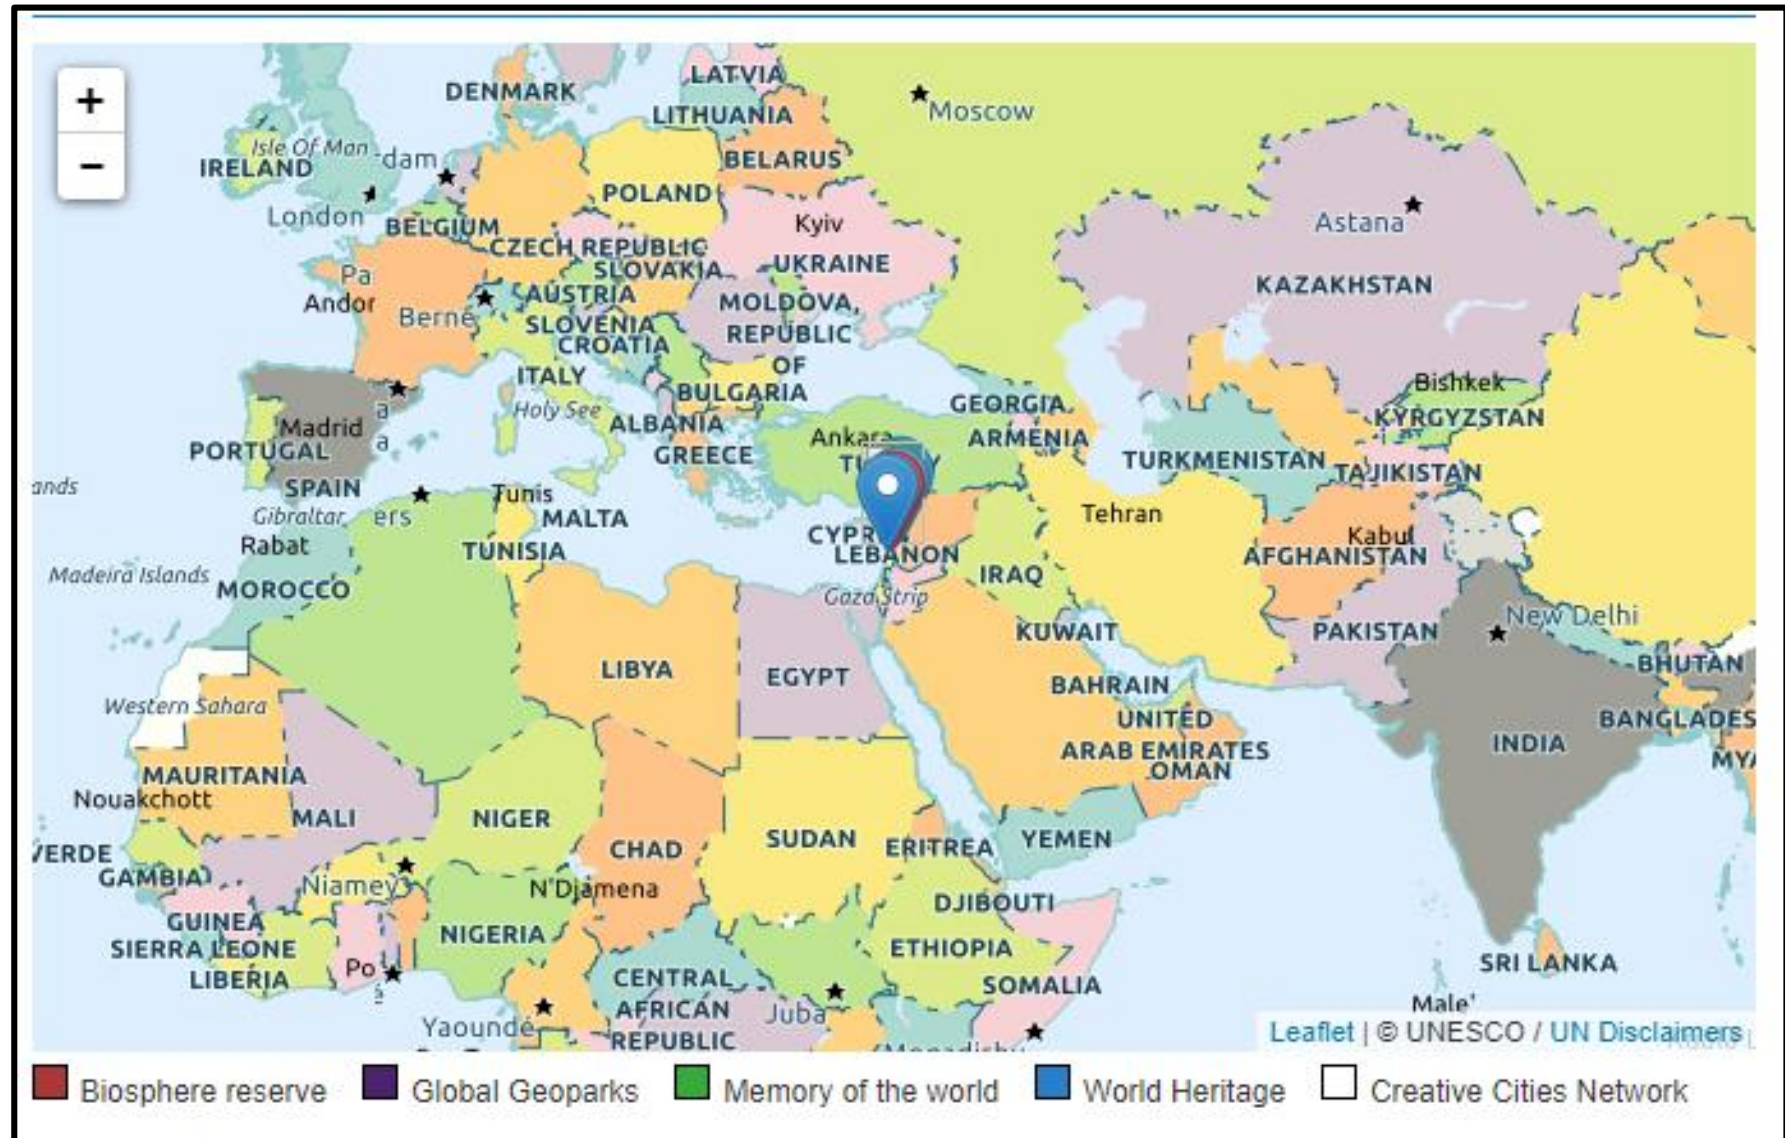 +
−
DENMARK
LATVIA
LITHUANIA
Moscow
Isle Of Man
IRELAND
-dam
BELARUS
POLAND
Astana
London
BELGIUM
Kyiv
CZECH REPUBLIC
SLOVAKIA
UKRAINE
Pa
Andor
KAZAKHSTAN
AUSTRIA
MOLDOVA,
REPUBLIC
OF
Berne
SLOVENIA
CROATIA
ITALY
BULGARIA
Bishkek
Holy See
GEORGIA
KYRGYZSTAN
a
a
Madrid
ALBANIA
Ankara
ARMENIA
PORTUGAL
GREECE
TURKMENISTAN
TAJIKISTAN
ands
SPAIN
Tunis
Gibraltar
ers
MALTA
Tehran
Rabat
TUNISIA
LEBANON
Kabul
AFGHANISTAN
Madeira Islands
MOROCCO
IRAQ
Gaza Strip
New Delhi
KUWAIT
PAKISTAN
LIBYA
EGYPT
BHUTAN
BAHRAIN
Western Sahara
UNITED
ARAB EMIRATES
BANGLADES
INDIA
OMAN
MYA
MAURITANIA
Nouakchott
MALI
NIGER
SUDAN
ERITREA
YEMEN
VERDE
CHAD
GAMBIA
Niamey
N'Djamena
DJIBOUTI
GUINEA
NIGERIA
ETHIOPIA
SIERRA LEONE
LIBERIA
Po
SRI LANKA
CENTRAL
AFRICAN
REPUBLIC
SOMALIA
Male'
Yaoundé
Juba
Leaflet | © UNESCO / UN Disclaimers
Biosphere reserve Global Geoparks Memory of the world World Heritage Creative Cities Network